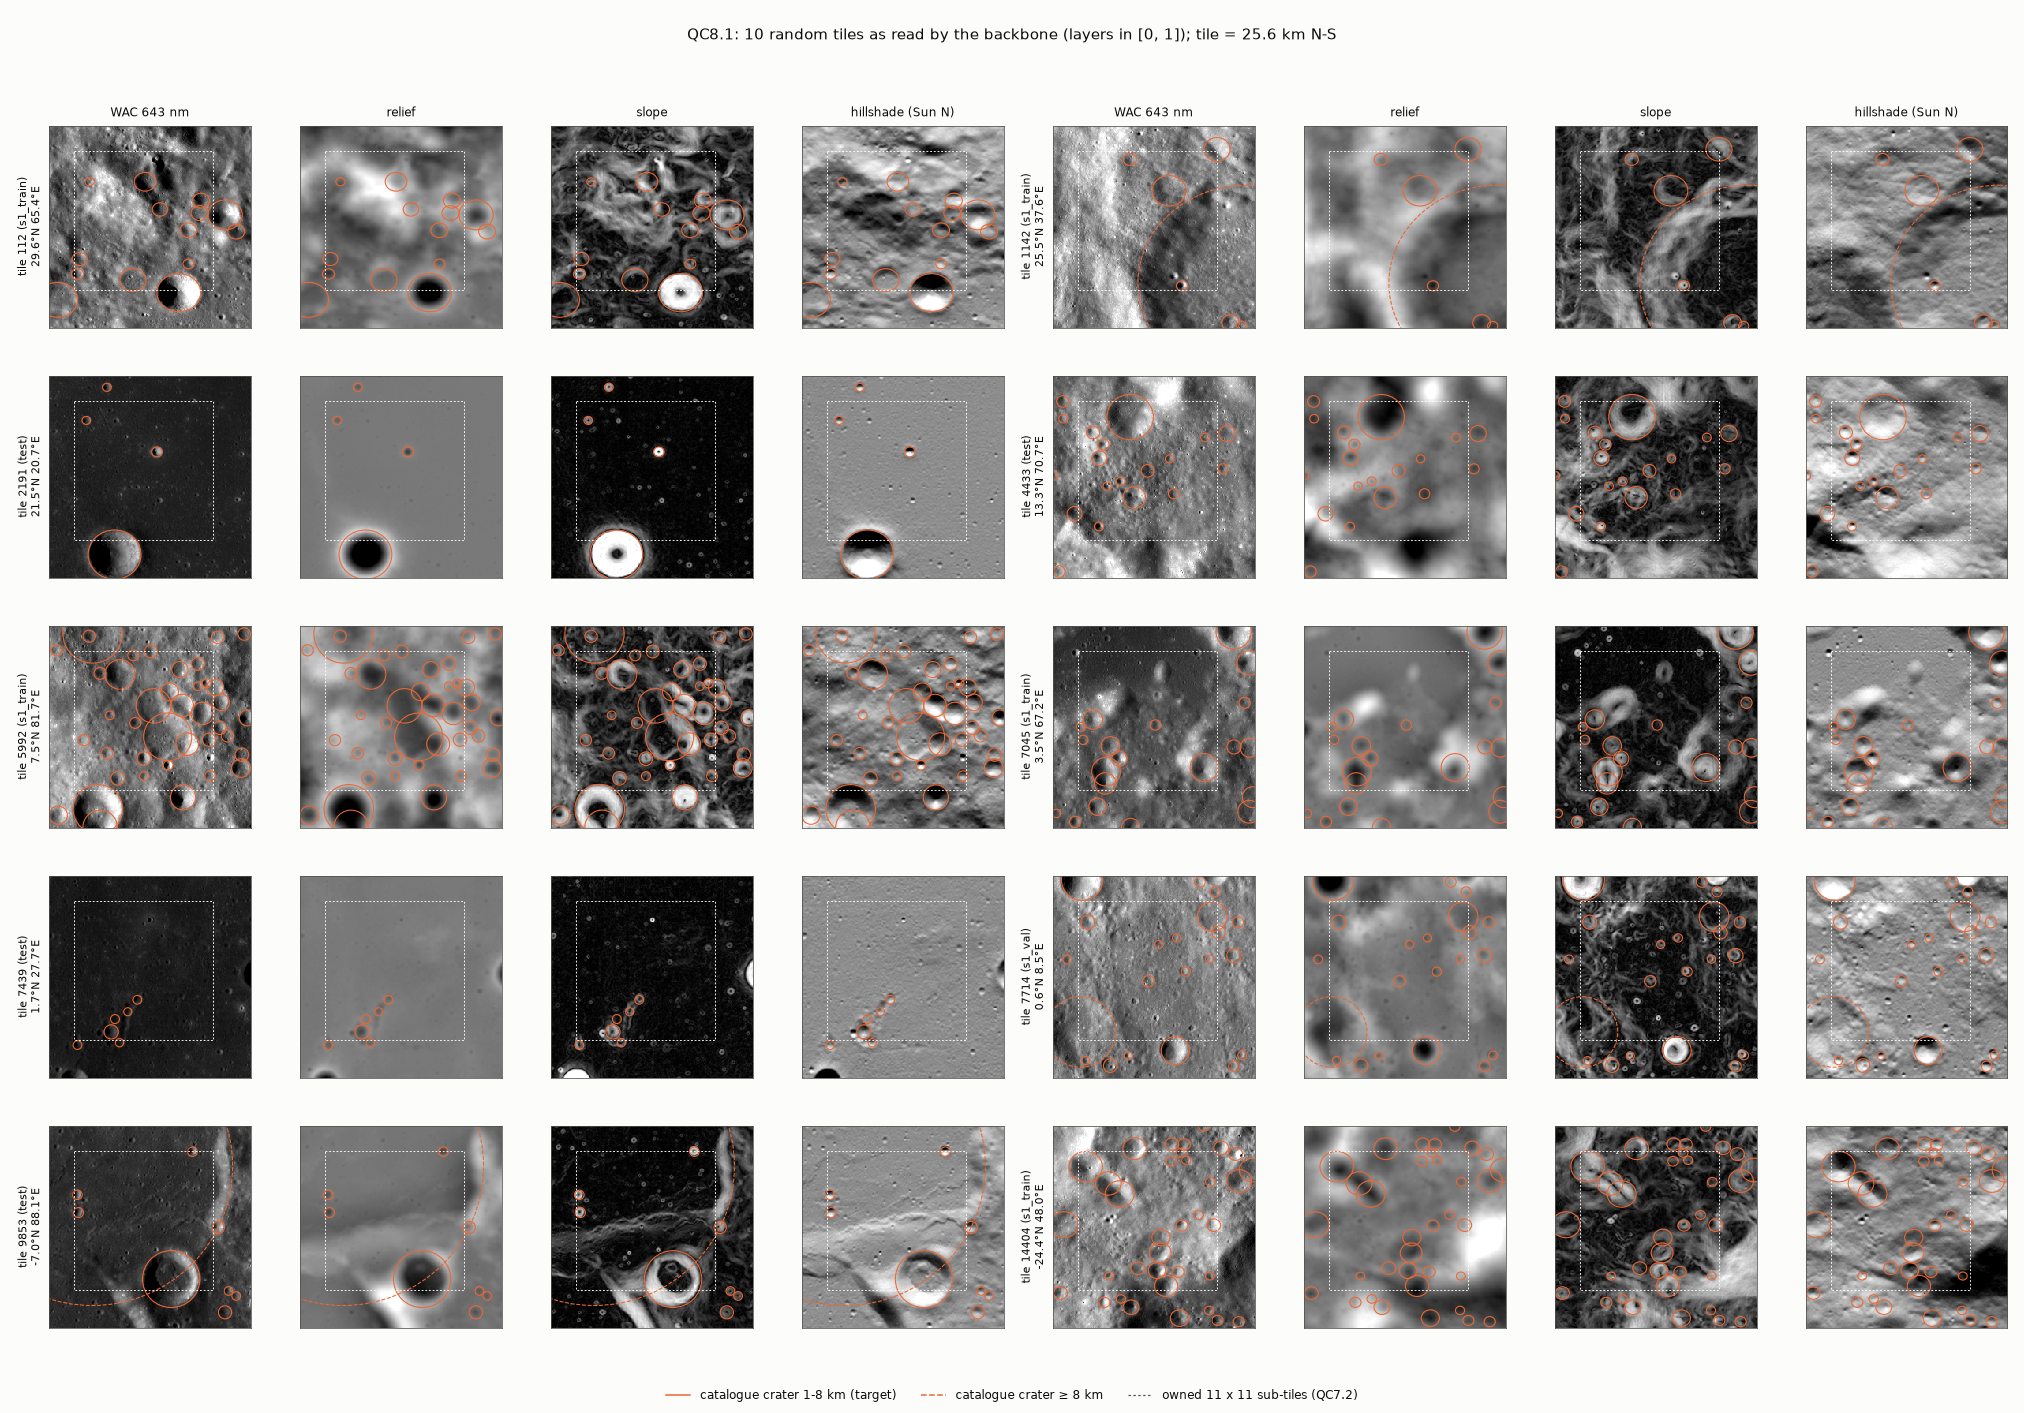 QC8.1: 10 random tiles as read by the backbone (layers in [0, 1]); tile = 25.6 km N-S
WAC 643 nm
relief
slope
hillshade (Sun N)
WAC 643 nm
relief
slope
hillshade (Sun N)
tile 112 (s1_train)
29.6°N 65.4°E
tile 1142 (s1_train)
25.5°N 37.6°E
tile 2191 (test)
21.5°N 20.7°E
tile 4433 (test)
13.3°N 70.7°E
tile 5992 (s1_train)
7.5°N 81.7°E
tile 7045 (s1_train)
3.5°N 67.2°E
tile 7439 (test)
1.7°N 27.7°E
tile 7714 (s1_val)
0.6°N 8.5°E
tile 9853 (test)
-7.0°N 88.1°E
tile 14404 (s1_train)
-24.4°N 48.0°E
catalogue crater 1-8 km (target)
catalogue crater ≥ 8 km
owned 11 x 11 sub-tiles (QC7.2)